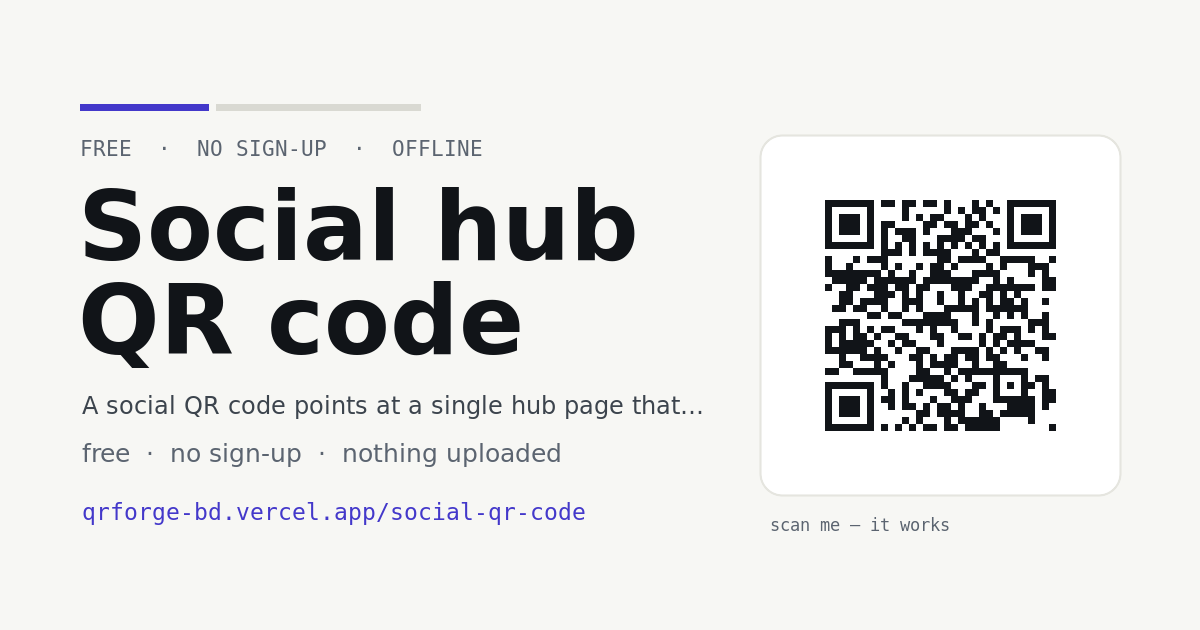 FREE · NO SIGN-UP · OFFLINE
Social hub
QR code
A social QR code points at a single hub page that…
free · no sign-up · nothing uploaded
qrforge-bd.vercel.app/social-qr-code
scan me — it works